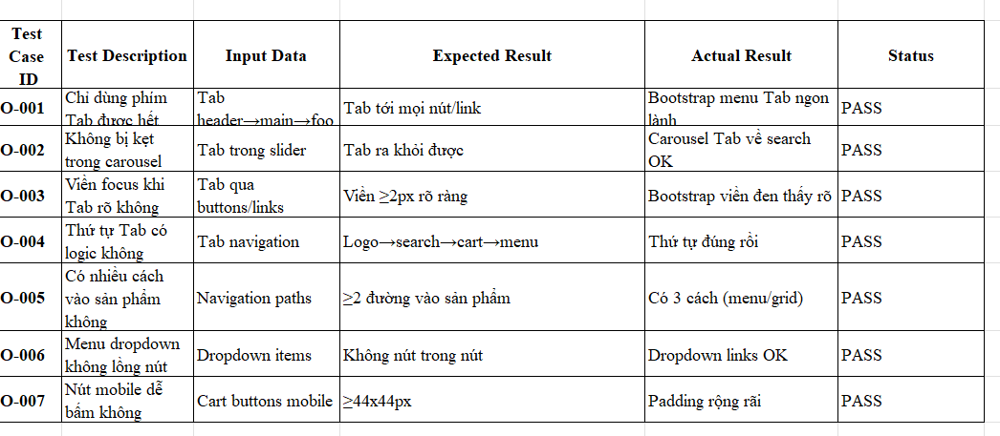 Test
Case
ID
Test Description
Input Data
Expected Result
Actual Result
Status
O-001
Chỉ dùng phím
Tab được hết
Tab
header→main→foo
Tab tới mọi nút/link
Bootstrap menu Tab ngon
lành
PASS
O-002
Không bị kẹt
trong carousel
Tab trong slider
Tab ra khỏi được
Carousel Tab về search
OK
PASS
O-003
Viền focus khi
Tab rõ không
Tab qua
buttons/links
Viền ≥2px rõ ràng
Bootstrap viền đen thấy rõ
PASS
O-004
Thứ tự Tab có
logic không
Tab navigation
Logo→search→cart→menu
Thứ tự đúng rồi
PASS
O-005
Có nhiều cách
vào sản phẩm
không
Navigation paths
≥2 đường vào sản phẩm
Có 3 cách (menu/grid)
PASS
O-006
Menu dropdown
không lồng nút
Dropdown items
Không nút trong nút
Dropdown links OK
PASS
O-007
Nút mobile dễ
bấm không
Cart buttons mobile
≥44x44px
Padding rộng rãi
PASS